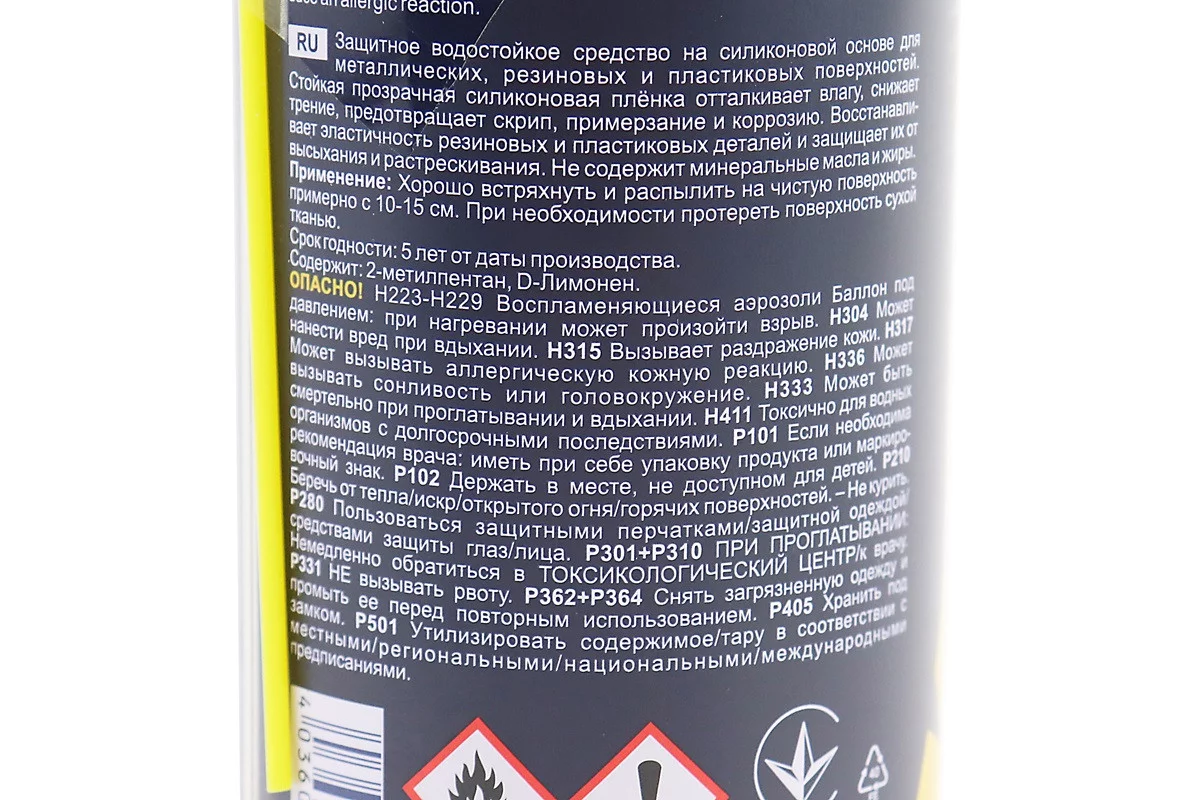 an allergic reaction.
RU Защитное водостойкое средство на силиконовой основе для
металлических, резиновых и пластиковых поверхностей.
Стойкая прозрачная силиконовая плёнка отталкивает влагу, снижает
трение, предотвращает скрип, примерзание и коррозию. Восстанавли-
вает эластичность резиновых и пластиковых деталей и защищает их от
высыхания и растрескивания. Не содержит минеральные масла и жиры.
Применение: Хорошо встряхнуть и распылить на чистую поверхность
примерно с 10-15 см. При необходимости протереть поверхность сухой
тканью.
Срок годности: 5 лет от даты производства.
Содержит: 2-метилпентан, D-Лимонен.
ОПАСНО! H223-H229 Воспламеняющиеся аэрозоли Баллон под
давлением: при нагревании может произойти взрыв. H304 Может
нанести вред при вдыхании. H315 Вызывает раздражение кожи. H317
Может вызывать аллергическую кожную реакцию. H336 Может
вызывать сонливость или головокружение. H333 Может быть
смертельно при проглатывании и вдыхании. H411 Токсично для водных
организмов с долгосрочными последствиями. P101 Если необходима
рекомендация врача: иметь при себе упаковку продукта или маркиро-
вочный знак. P102 Держать в месте, не доступном для детей. P210
Беречь от тепла/искр/открытого огня/горячих поверхностей. – Не курить.
P280 Пользоваться защитными перчатками/защитной одеждой/
средствами защиты глаз/лица. P301+P310 ПРИ ПРОГЛАТЫВАНИИ:
Немедленно обратиться в ТОКСИКОЛОГИЧЕСКИЙ ЦЕНТР/к врачу.
P331 НЕ вызывать рвоту. P362+P364 Снять загрязненную одежду и
промыть ее перед повторным использованием. P405 Хранить под
замком. P501 Утилизировать содержимое/тару в соответствии с
местными/региональными/национальными/международными
предписаниями.
4 036
40
FE